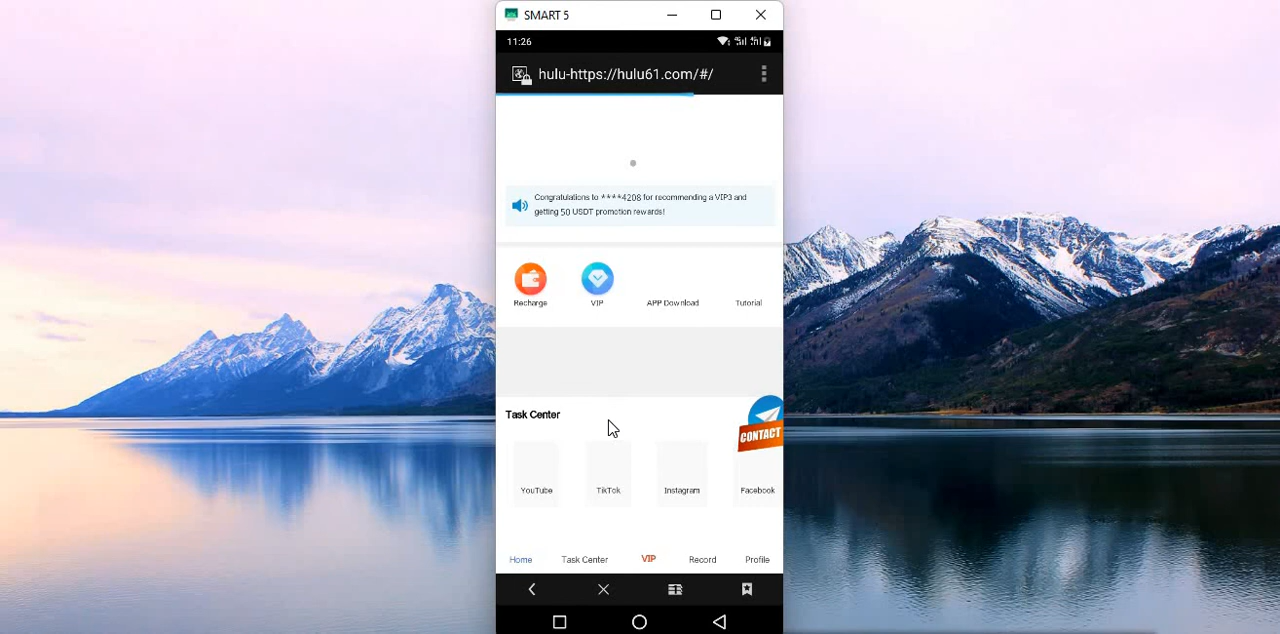 SMART 5
11:26
hulu-https://hulu61.com/#/
Congratulations to ****4208 for recommending a VIP3 and
getting 50 USDT promotion rewards!
Recharge
VIP
APP Download
Tutorial
Task Center
CONTACT
YouTube
TikTok
Instagram
Facebook
Home
Task Center
VIP
Record
Profile